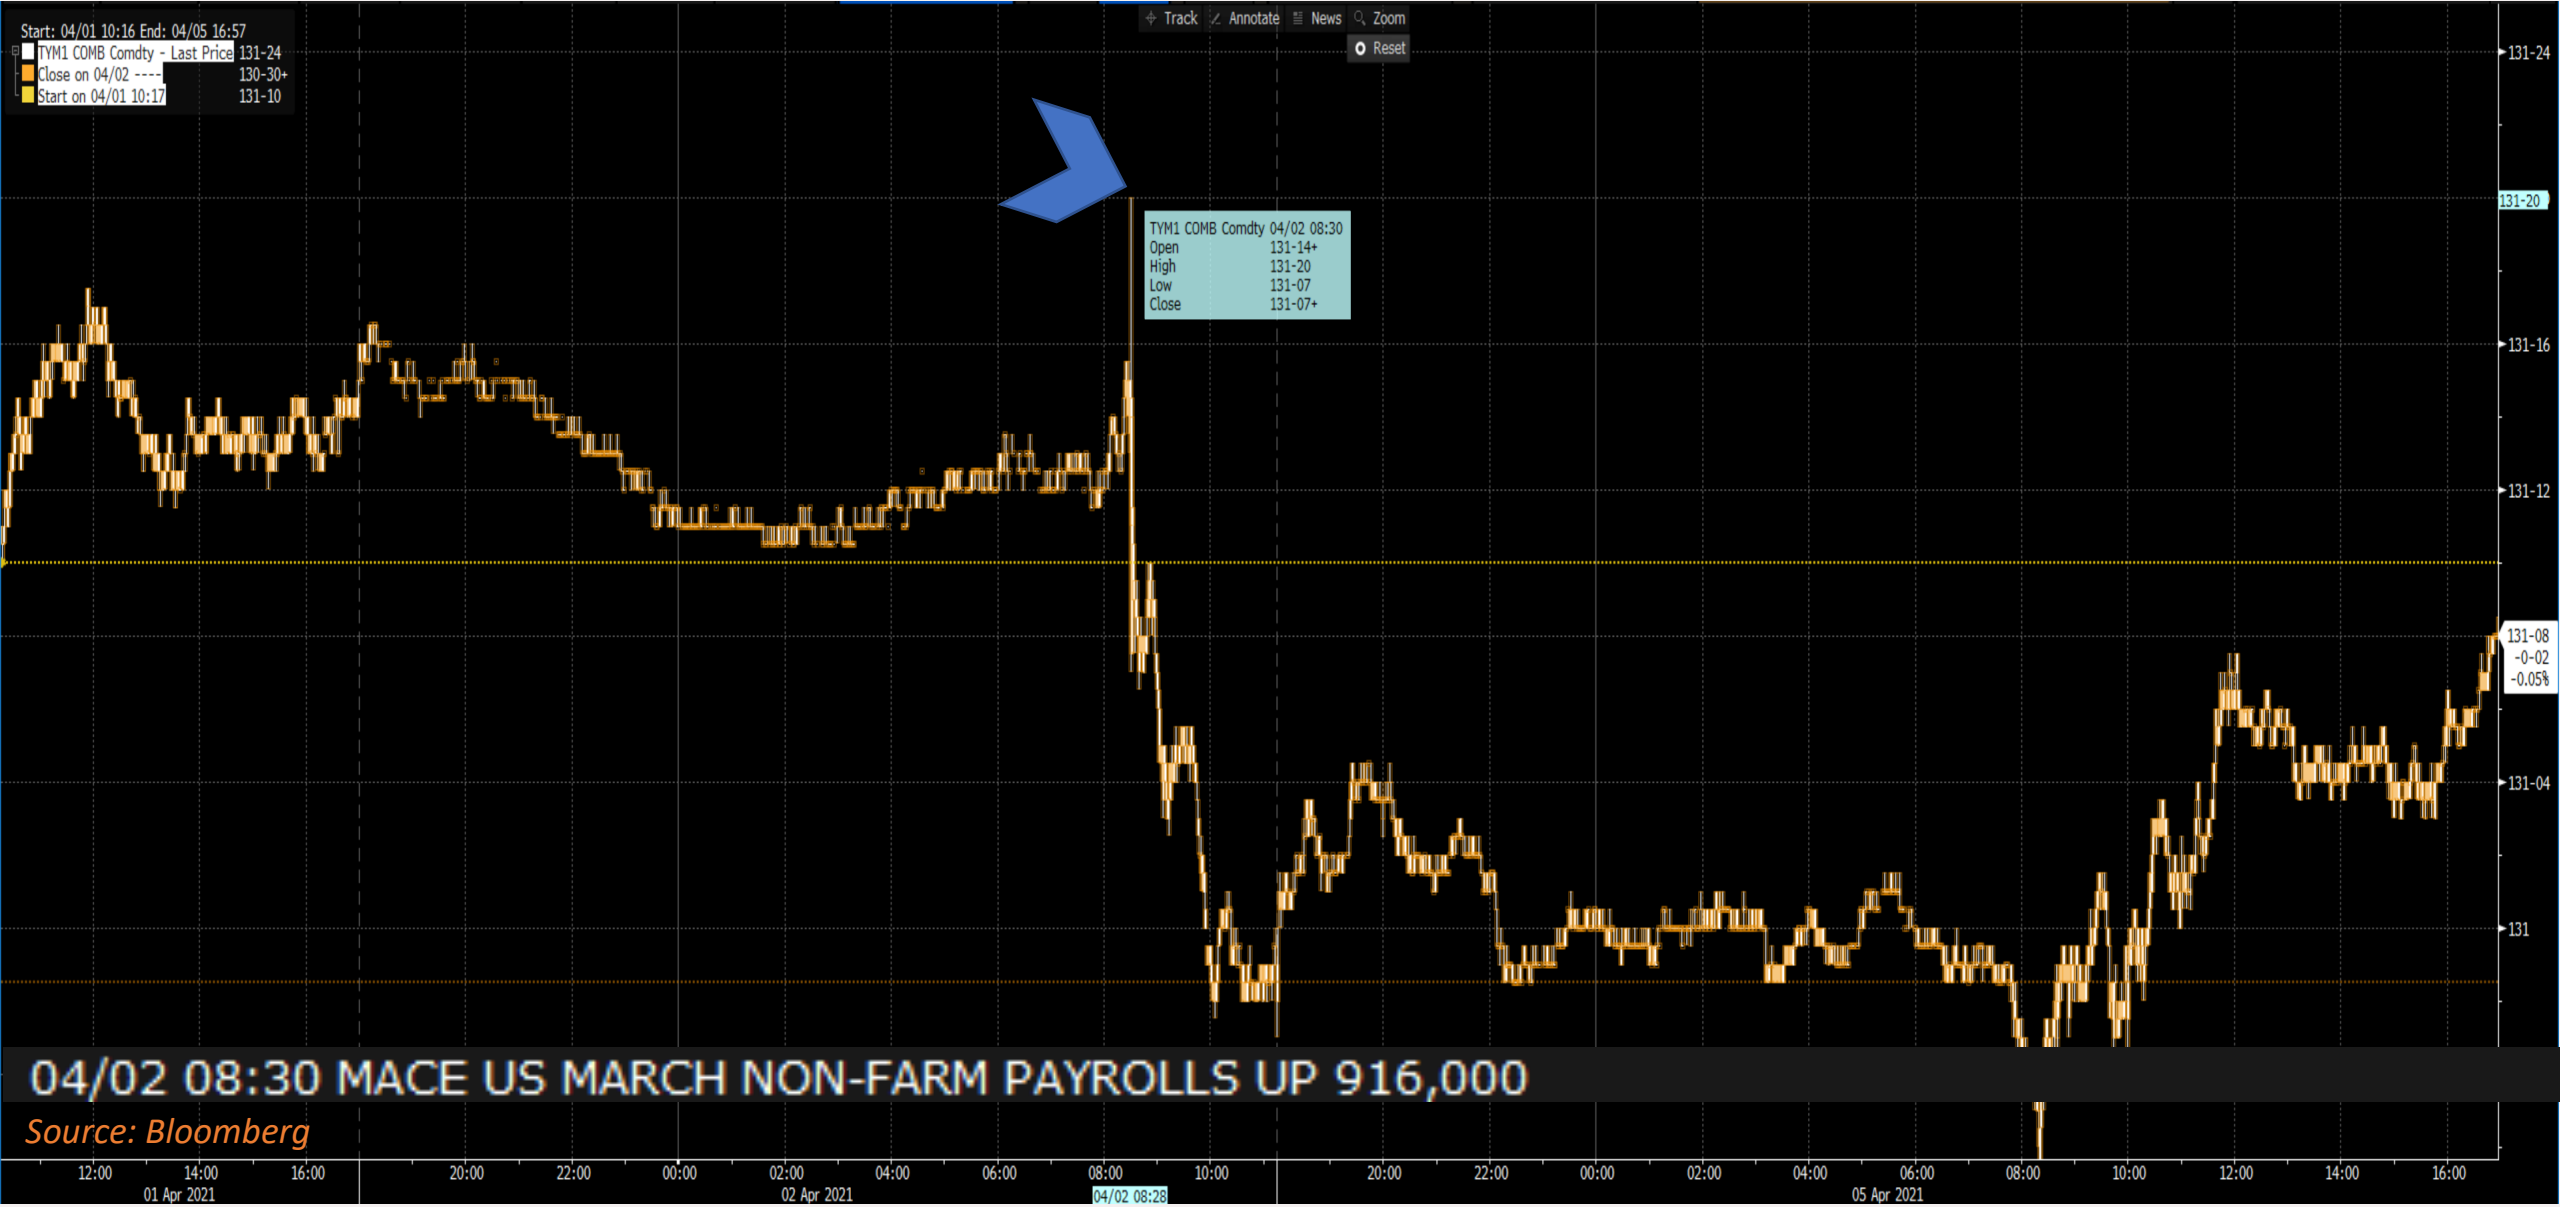 Start: 04/01 10:16 End: 04/05 16:57
TYM1 COMB Comdty - Last Price 131-24
Close on 04/02 ---- 130-30+
Start on 04/01 10:17 131-10
Track Annotate News Zoom
Reset
TYM1 COMB Comdty 04/02 08:30
Open 131-14+
High 131-20
Low 131-07
Close 131-07+
131-24
131-20
131-16
131-12
131-08
-0-02
-0.05%
131-04
131
04/02 08:30 MACE US MARCH NON-FARM PAYROLLS UP 916,000
Source: Bloomberg
12:00 14:00 16:00 20:00 22:00 00:00 02:00 04:00 06:00 08:00 10:00 20:00 22:00 00:00 02:00 04:00 06:00 08:00 10:00 12:00 14:00 16:00
01 Apr 2021 02 Apr 2021 04/02 08:28 05 Apr 2021